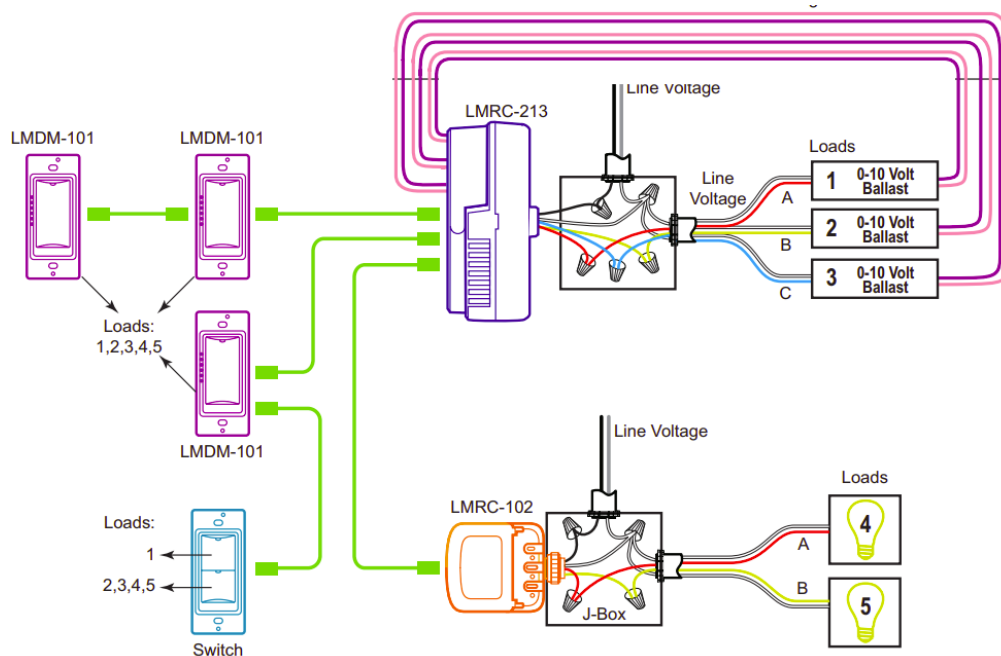 LMRC-213
Line Voltage
LMDM-101
LMDM-101
Loads
Line
Voltage
1
0-10 Volt
Ballast
A
2
0-10 Volt
Ballast
B
3
0-10 Volt
Ballast
C
Loads:
1,2,3,4,5
LMDM-101
Line Voltage
LMRC-102
Loads
4
A
B
5
J-Box
Loads:
1
2,3,4,5
Switch